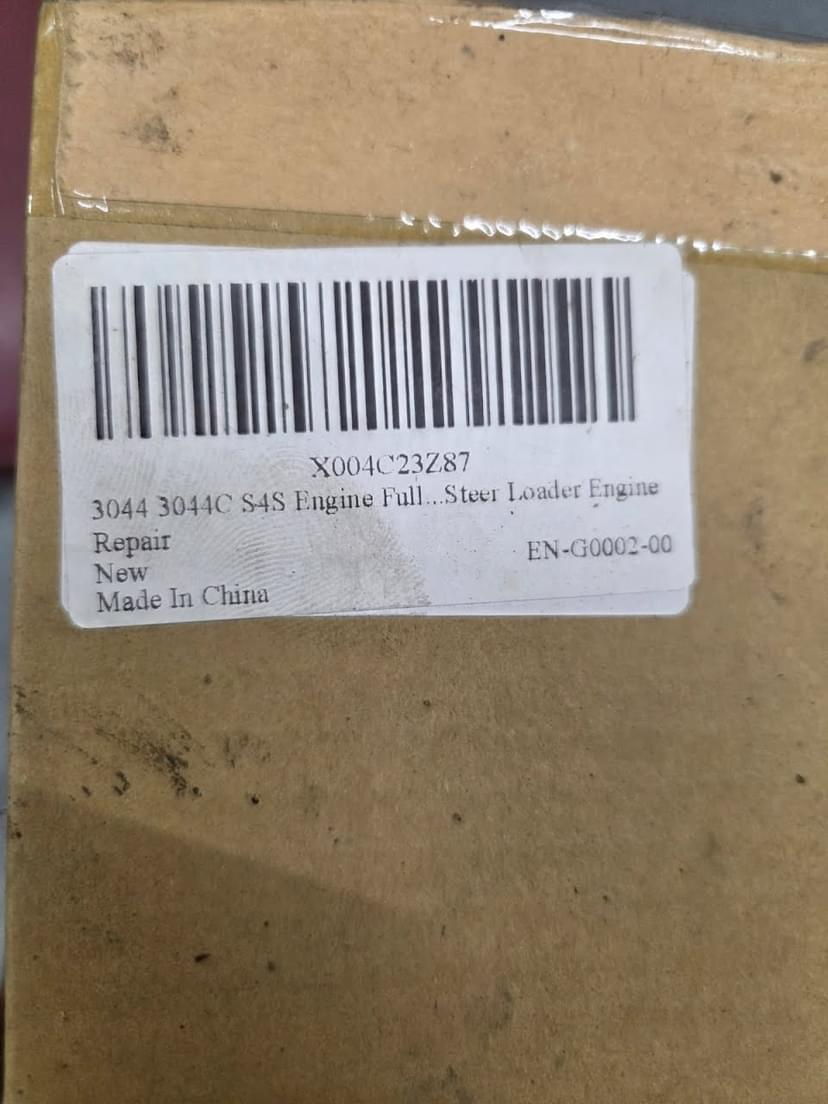 X004C23Z87
3044 3044C S4S Engine Full...Steer Loader Engine
Repair
EN-G0002-00
New
Made In China